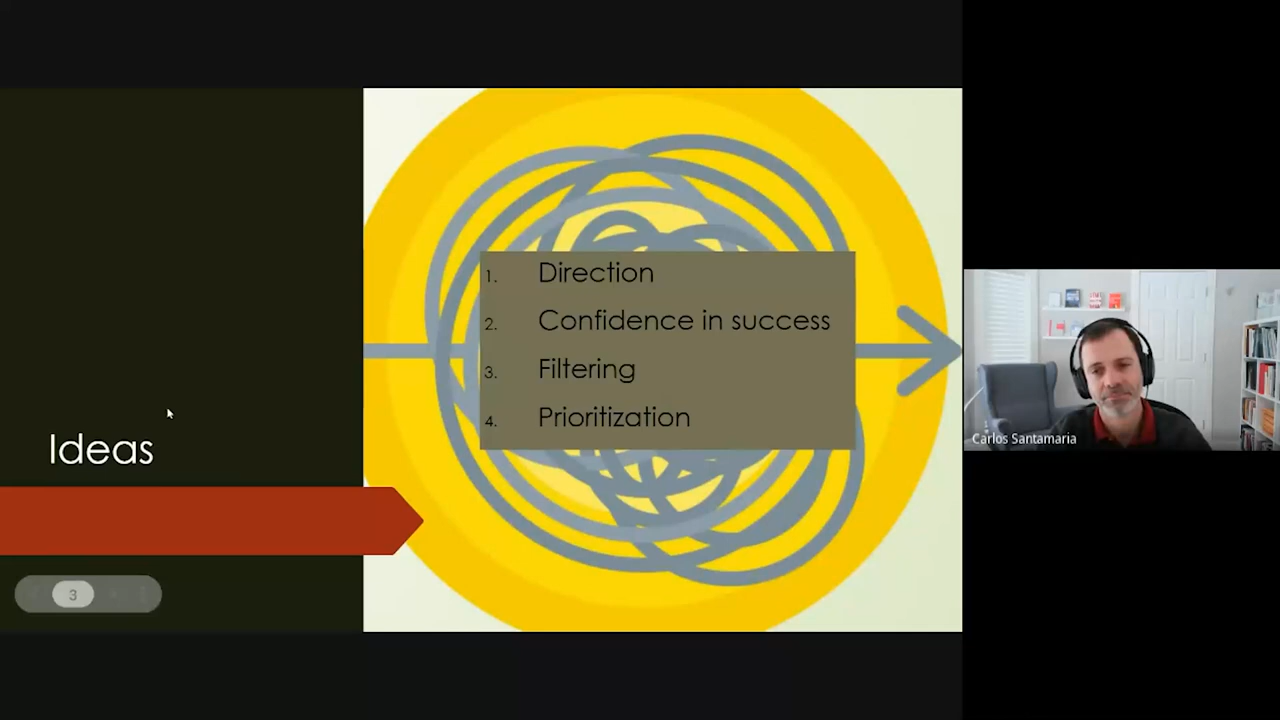 Ideas
1. Direction
2. Confidence in success
3. Filtering
4. Prioritization
3
Carlos Santamaria